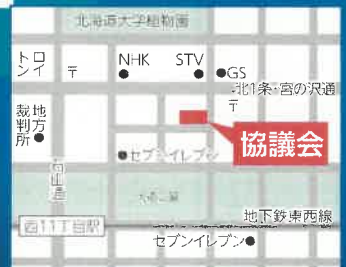 北海道大学植物園
トロイ
〒
NHK
STV
GS
北1条・宮の沢通
〒
地方裁判所
協議会
セブンイレブン
石山通
大通公園
地下鉄東西線
西11丁目駅
セブンイレブン